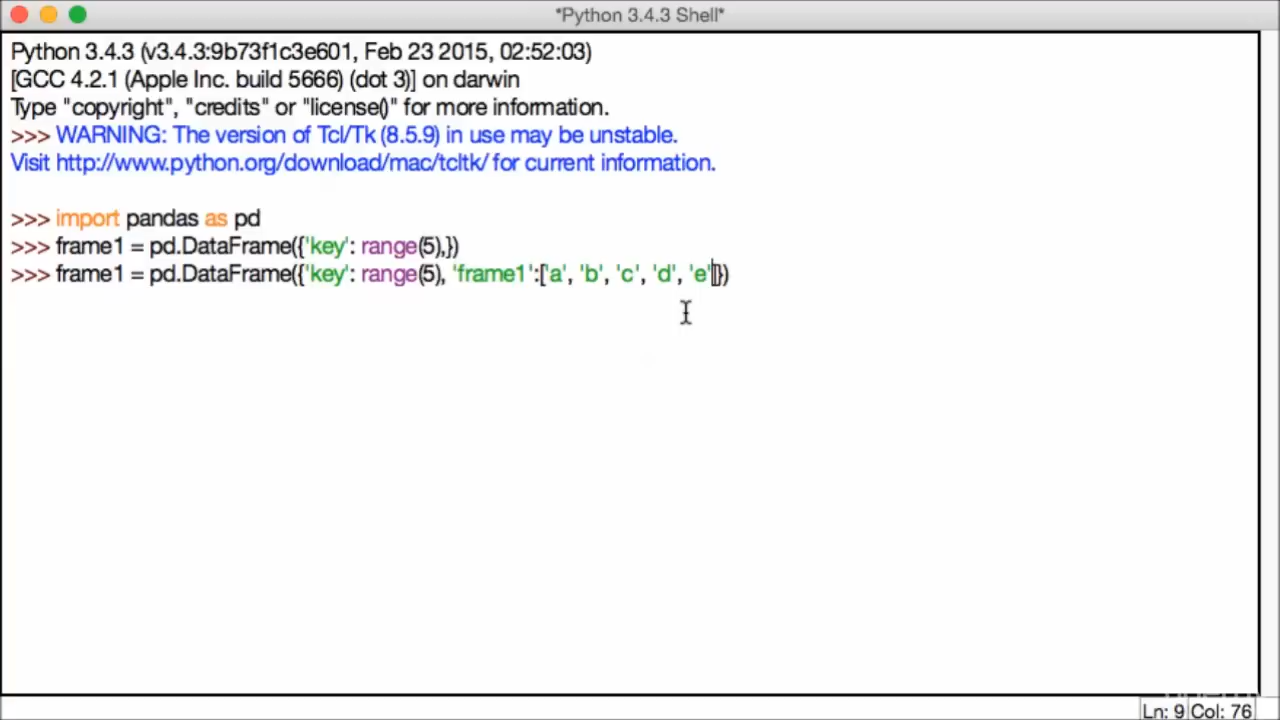 *Python 3.4.3 Shell*
Python 3.4.3 (v3.4.3:9b73f1c3e601, Feb 23 2015, 02:52:03)
[GCC 4.2.1 (Apple Inc. build 5666) (dot 3)] on darwin
Type "copyright", "credits" or "license()" for more information.
>>> WARNING: The version of Tcl/Tk (8.5.9) in use may be unstable.
Visit http://www.python.org/download/mac/tcltk/ for current information.
>>> import pandas as pd
>>> frame1 = pd.DataFrame({'key': range(5),})
>>> frame1 = pd.DataFrame({'key': range(5), 'frame1':['a', 'b', 'c', 'd', 'e']})
Ln: 9 Col: 76